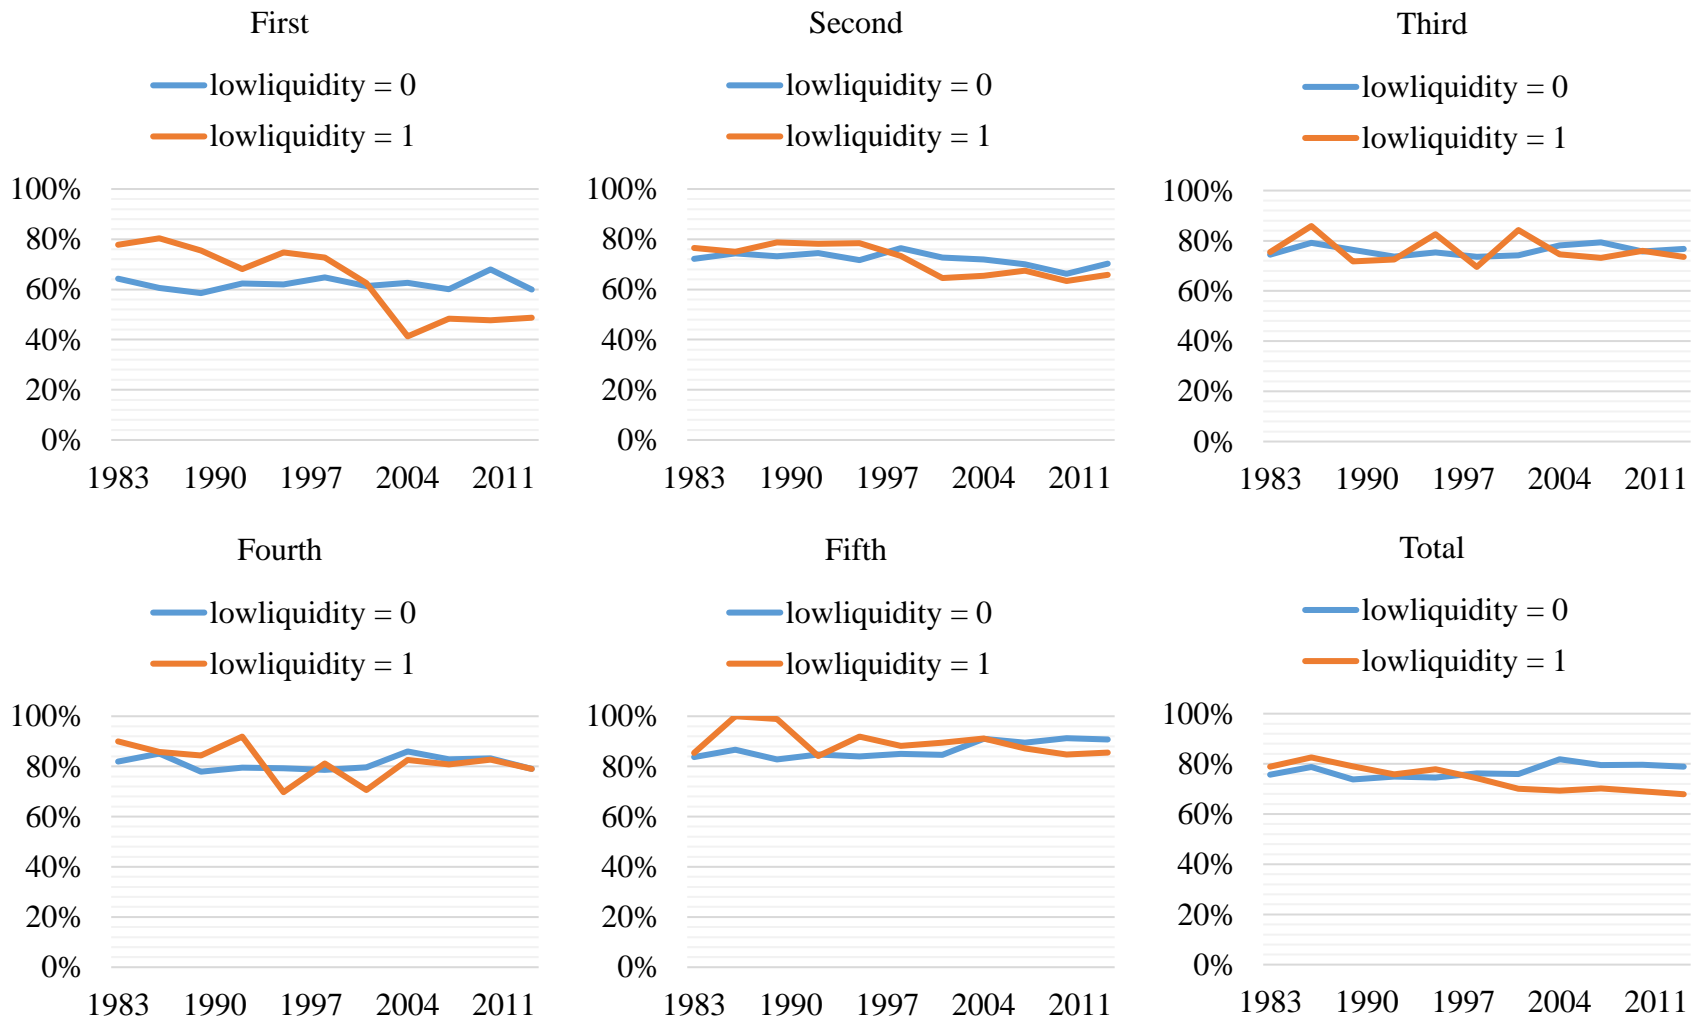 First
lowliquidity = 0
lowliquidity = 1
100%
80%
60%
40%
20%
0%
1983 1990 1997 2004 2011
Second
lowliquidity = 0
lowliquidity = 1
100%
80%
60%
40%
20%
0%
1983 1990 1997 2004 2011
Third
lowliquidity = 0
lowliquidity = 1
100%
80%
60%
40%
20%
0%
1983 1990 1997 2004 2011
Fourth
lowliquidity = 0
lowliquidity = 1
100%
80%
60%
40%
20%
0%
1983 1990 1997 2004 2011
Fifth
lowliquidity = 0
lowliquidity = 1
100%
80%
60%
40%
20%
0%
1983 1990 1997 2004 2011
Total
lowliquidity = 0
lowliquidity = 1
100%
80%
60%
40%
20%
0%
1983 1990 1997 2004 2011